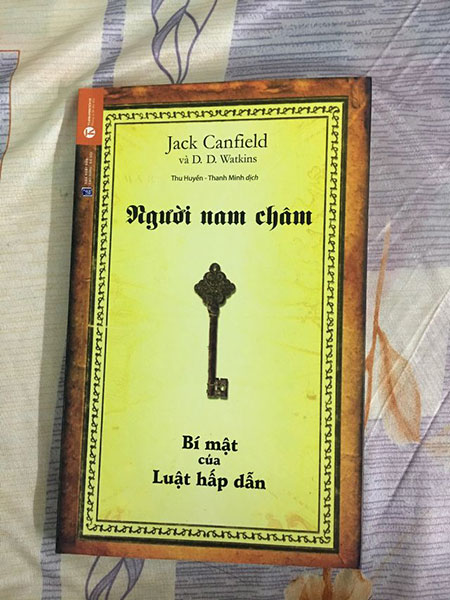 Jack Canfield
và D. D. Watkins
Thu Huyền - Thanh Minh dịch
Người nam châm
Bí mật
của
Luật hấp dẫn